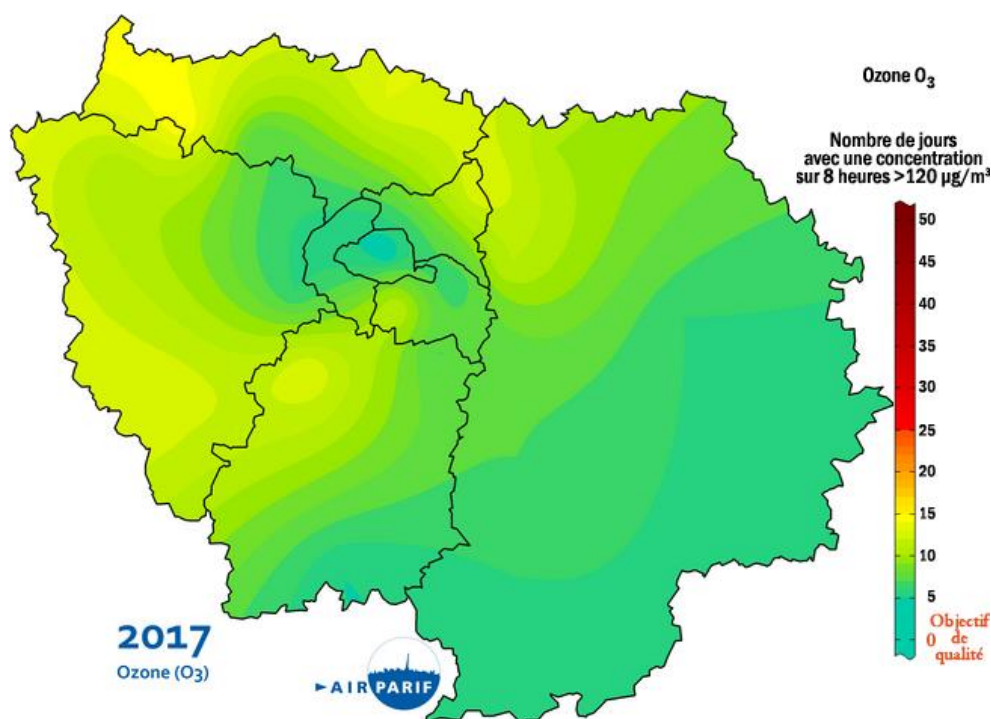 Ozone O₃
Nombre de jours
avec une concentration
sur 8 heures >120 µg/m³
50
45
40
35
30
25
20
15
10
5
0 Objectif
de
qualité
2017
Ozone (O3)
►AIRPARIF